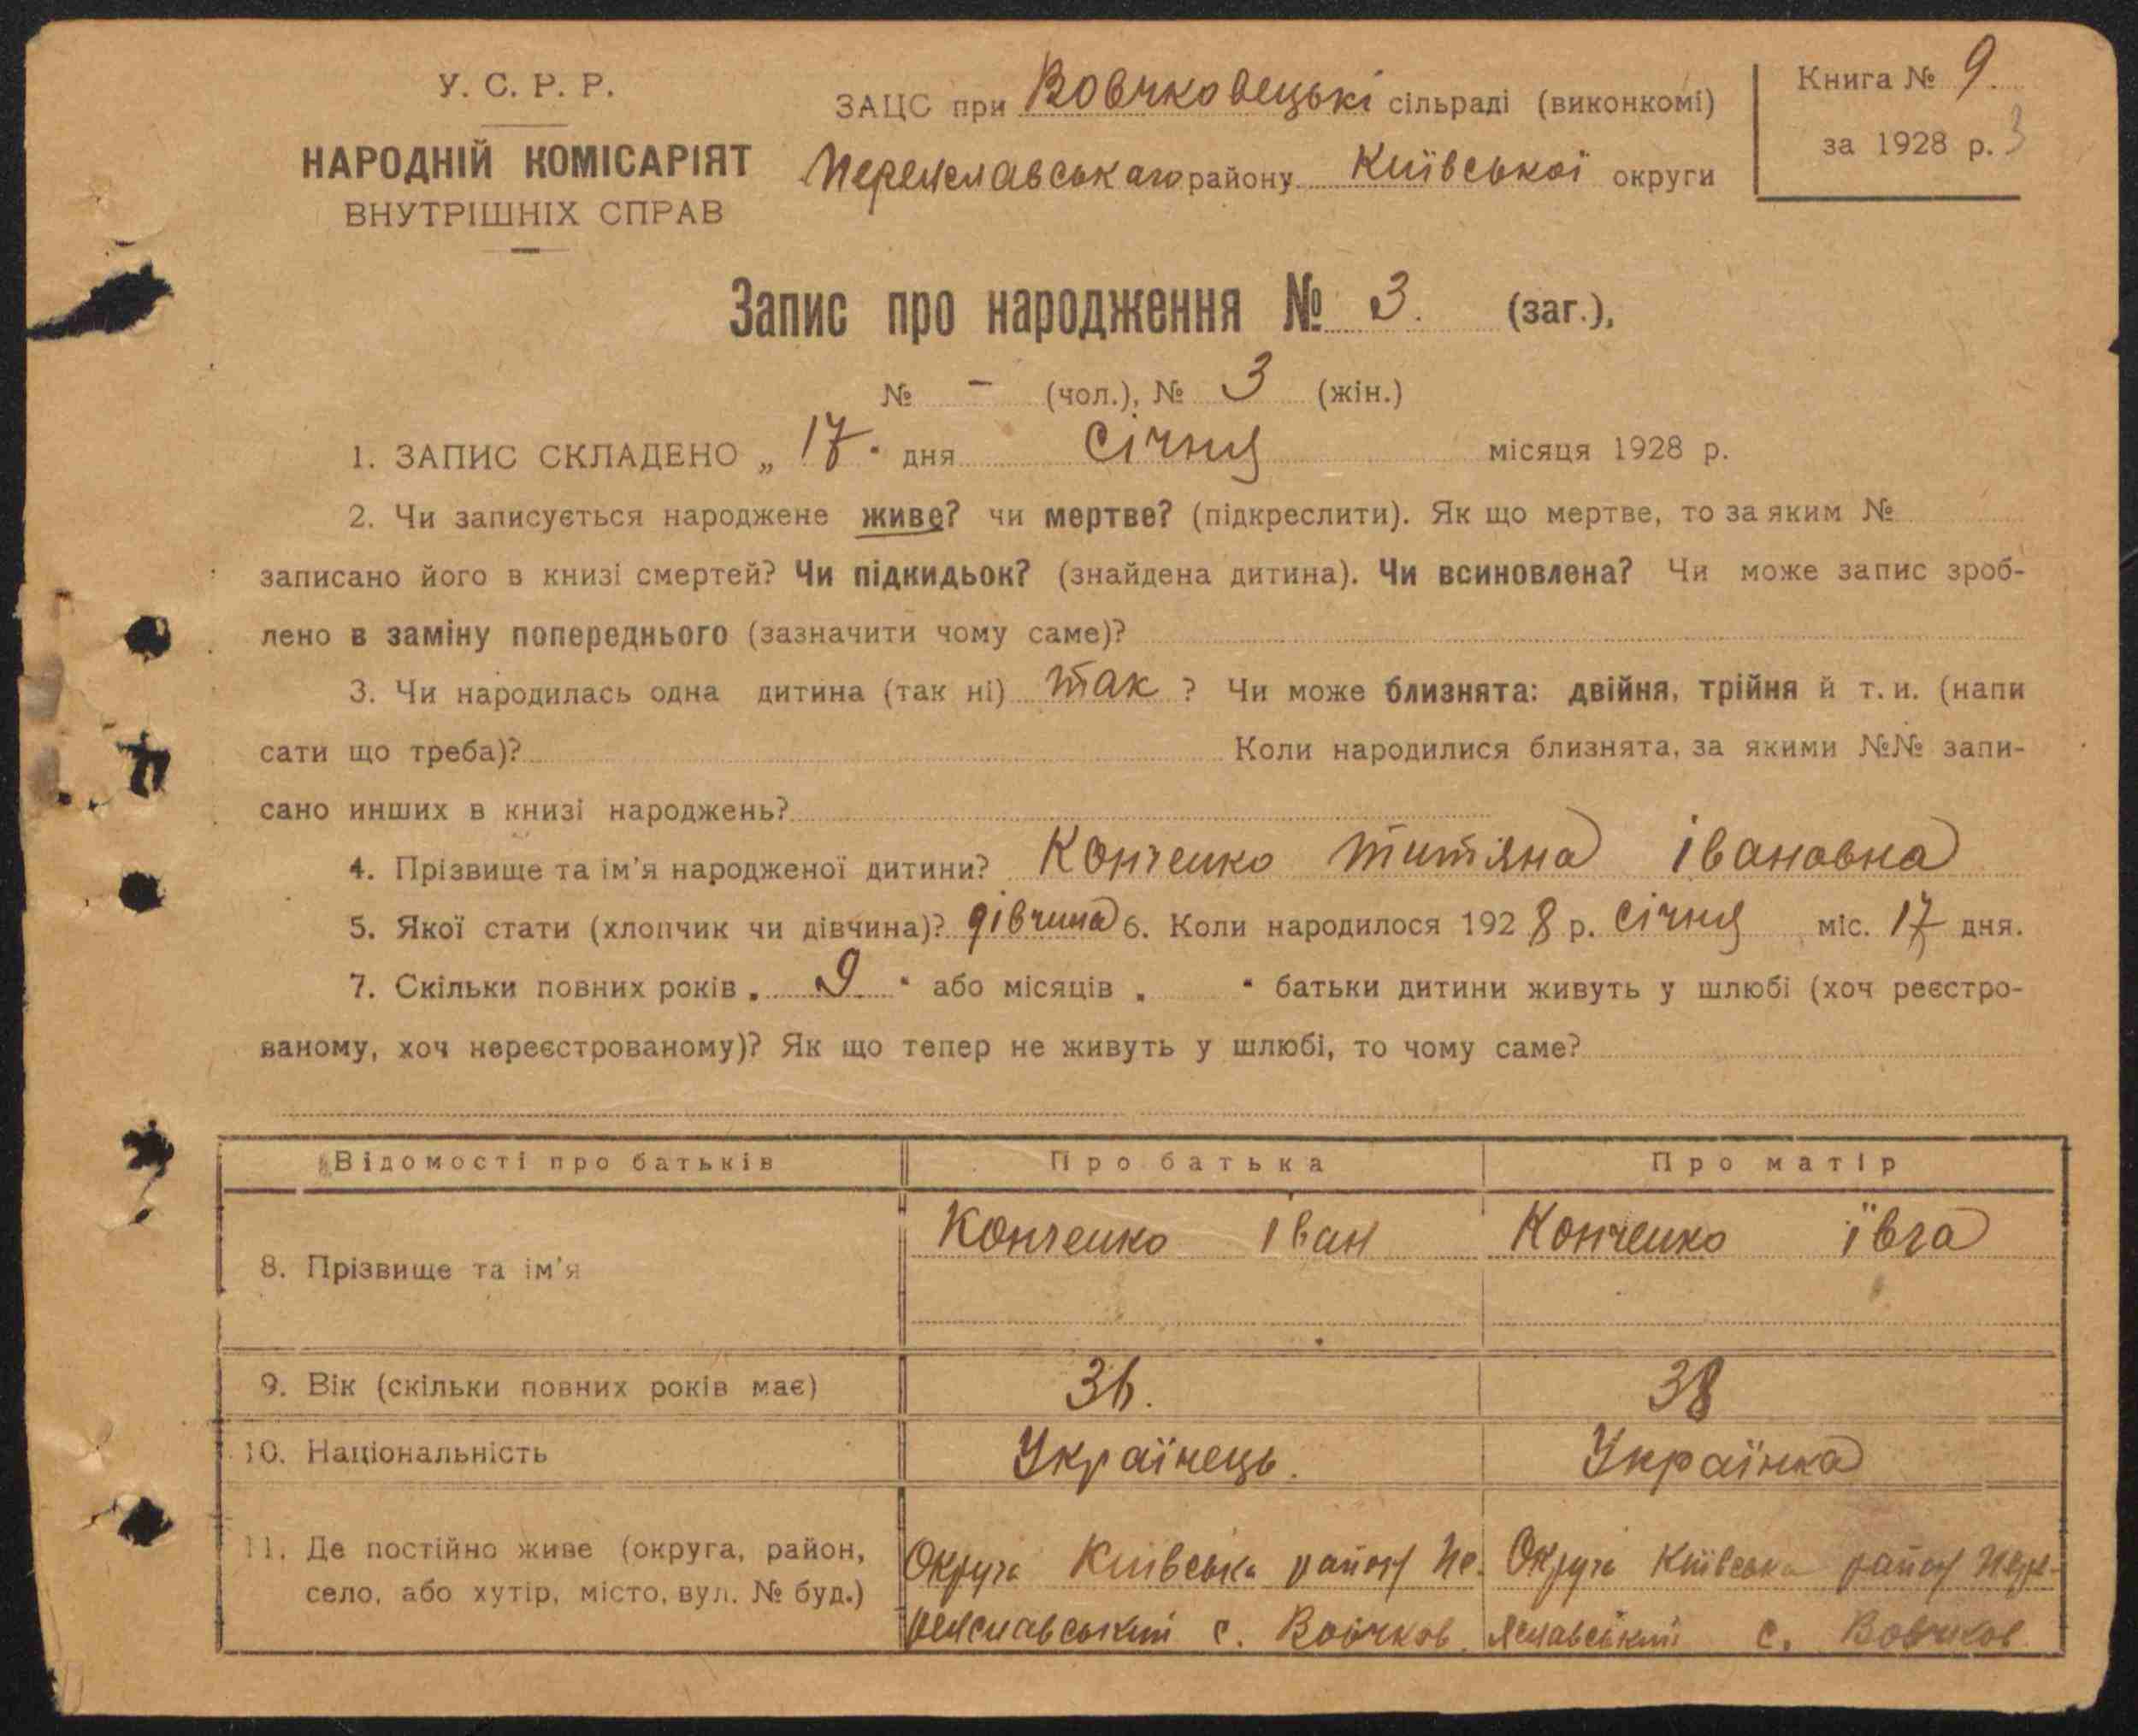 У. С. Р. Р.
НАРОДНІЙ КОМІСАРІЯТ
ВНУТРІШНІХ СПРАВ
ЗАЦС при Вовчковецькі сільраді (виконкомі)
Переяславськаго району Київської округи
Книга № 9.
за 1928 р. 3
Запис про народження № 3. (заг.),
№ - (чол.), № 3 (жін.)
1. ЗАПИС СКЛАДЕНО „ 17 " дня січня місяця 1928 р.
2. Чи записується народжене живе? чи мертве? (підкреслити). Як що мертве, то за яким №
записано його в книзі смертей? Чи підкидьок? (знайдена дитина). Чи всиновлена? Чи може запис зроб-
лено в заміну попереднього (зазначити чому саме)?
3. Чи народилась одна дитина (так ні) так ? Чи може близнята: двійня, трійня й т. и. (напи
сати що треба)? Коли народилися близнята, за якими №№ запи-
сано инших в книзі народжень?
4. Прізвище та ім'я народженої дитини? Конченко Титяна івановна
5. Якої стати (хлопчик чи дівчина)? дівчина 6. Коли народилося 1928 р. січня міс. 17 дня.
7. Скільки повних років „ 9 " або місяців „ " батьки дитини живуть у шлюбі (хоч реєстро-
ваному, хоч нереєстрованому)? Як що тепер не живуть у шлюбі, то чому саме?
Відомості про батьків Про батька Про матір
8. Прізвище та ім'я Конченко іван Конченко ївга
9. Вік (скільки повних років має) 36. 38
10. Національність Українець. Українка
11. Де постійно живе (округа, район, село, або хутір, місто, вул. № буд.)
Округа Київська район Пе-
реяславський с. Вовчков.
Округа Київська район Пере-
яславський с. Вовчков